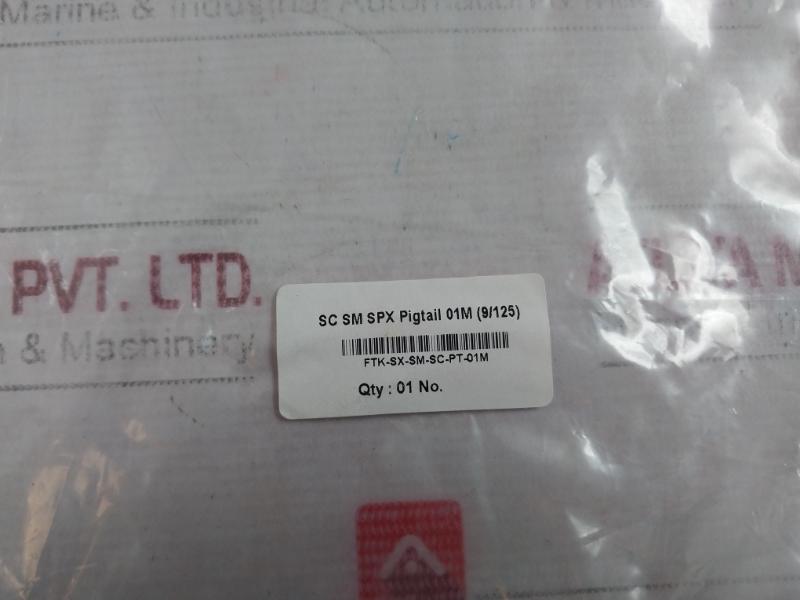 Marine & Industrial Automation &
PVT. LTD.
& Mashinery
SC SM SPX Pigtail 01M (9/125)
FTK-SX-SM-SC-PT-01M
Qty : 01 No.